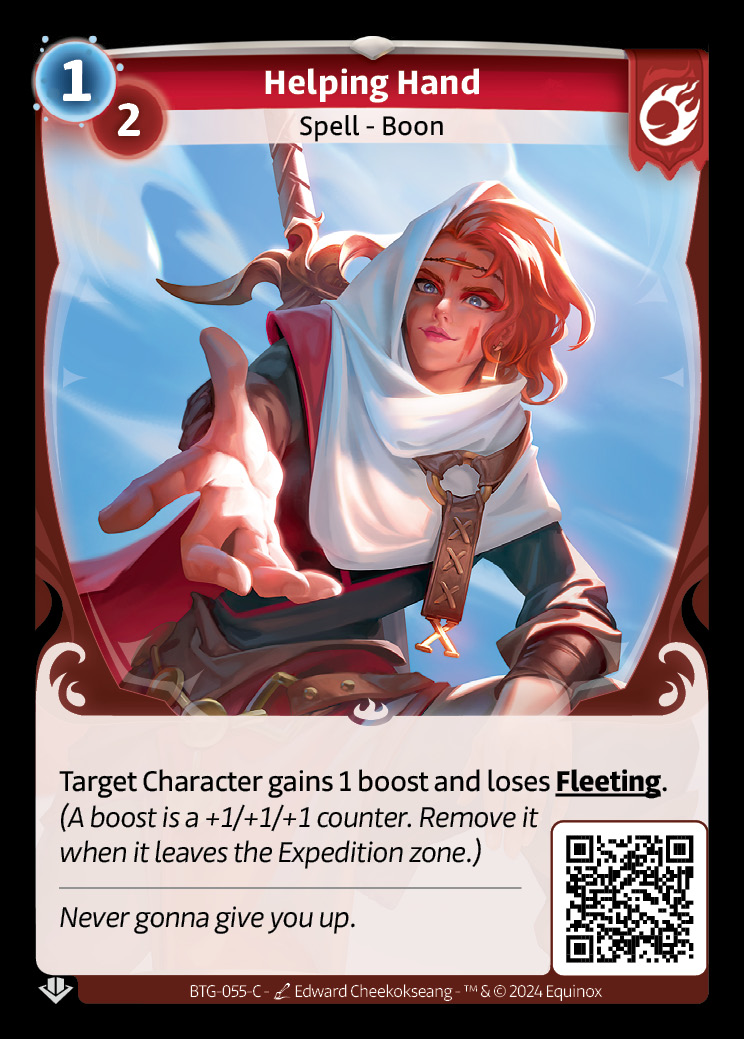 1
Helping Hand
2
Spell - Boon
Target Character gains 1 boost and loses Fleeting.
(A boost is a +1/+1/+1 counter. Remove it
when it leaves the Expedition zone.)
Never gonna give you up.
BTG-055-C - Edward Cheekokseang - ™ & © 2024 Equinox